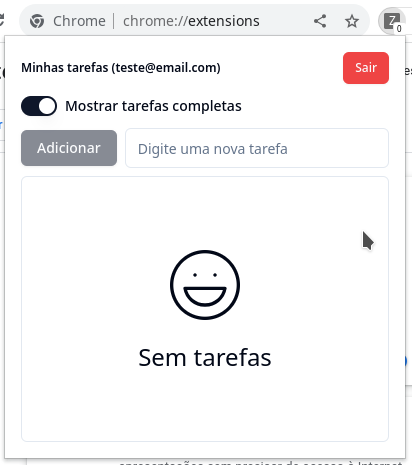 Chrome | chrome://extensions
Z
0
Minhas tarefas (teste@email.com)
Sair
Mostrar tarefas completas
Adicionar
Digite uma nova tarefa
Sem tarefas